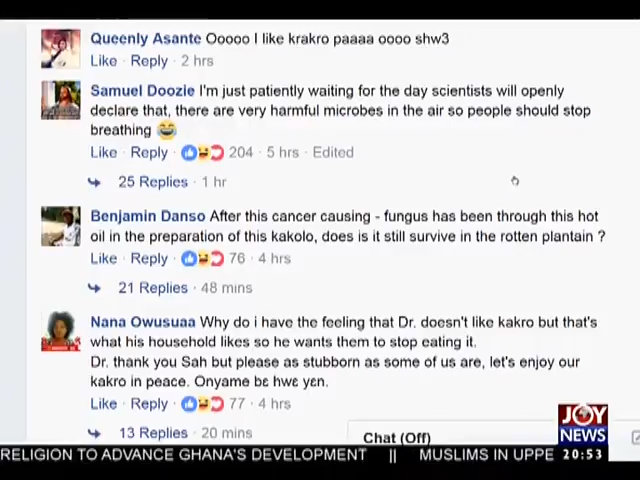 Queenly Asante Ooooo I like krakro paaaa oooo shw3
Like · Reply · 2 hrs
Samuel Doozie I'm just patiently waiting for the day scientists will openly
declare that, there are very harmful microbes in the air so people should stop
breathing 😂
Like · Reply · 204 · 5 hrs · Edited
25 Replies · 1 hr
Benjamin Danso After this cancer causing - fungus has been through this hot
oil in the preparation of this kakolo, does is it still survive in the rotten plantain ?
Like · Reply · 76 · 4 hrs
21 Replies · 48 mins
Nana Owusuaa Why do i have the feeling that Dr. doesn't like kakro but that's
what his household likes so he wants them to stop eating it.
Dr. thank you Sah but please as stubborn as some of us are, let's enjoy our
kakro in peace. Onyame bɛ hwɛ yɛn.
Like · Reply · 77 · 4 hrs
13 Replies · 20 mins
Chat (Off)
JOY
NEWS
RELIGION TO ADVANCE GHANA'S DEVELOPMENT || MUSLIMS IN UPPE
20:53